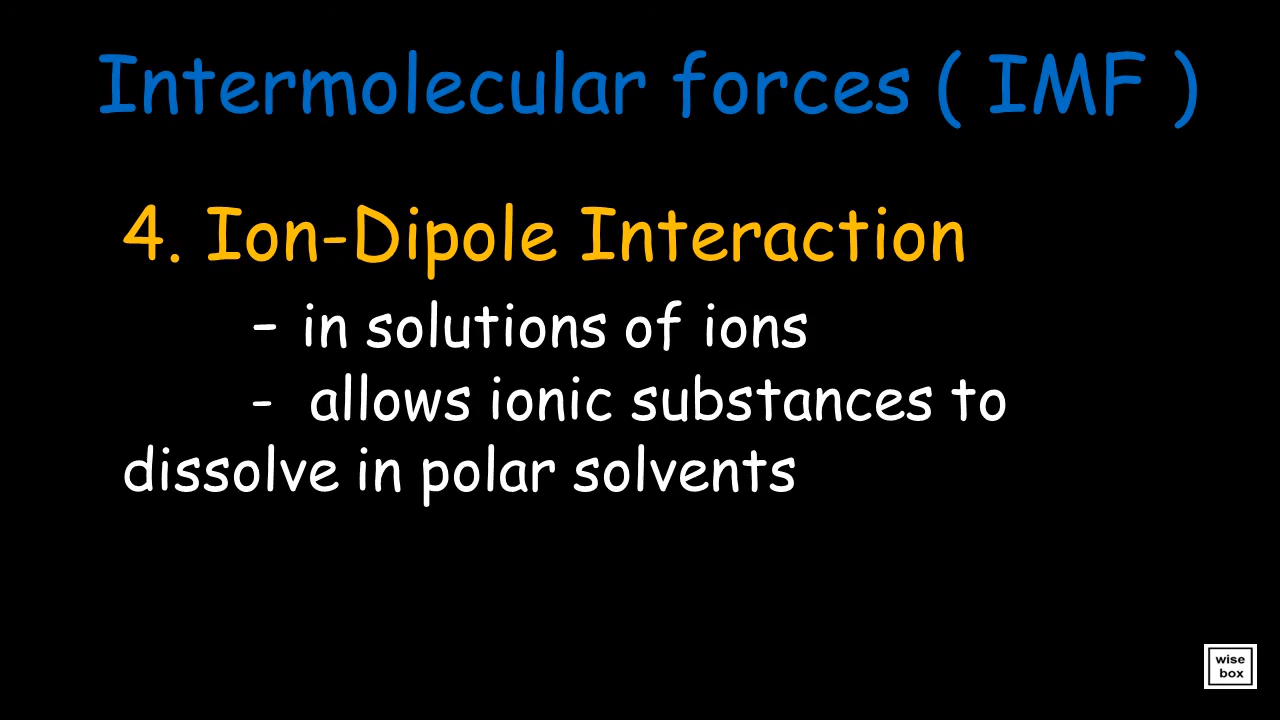 Intermolecular forces ( IMF )
4. Ion-Dipole Interaction
- in solutions of ions
- allows ionic substances to
dissolve in polar solvents
wise
box